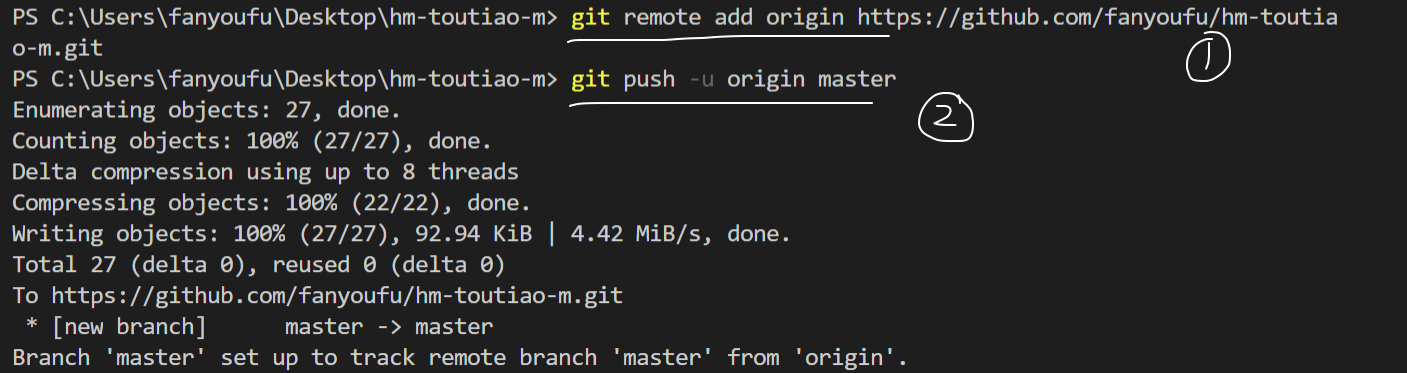 PS C:\Users\fanyoufu\Desktop\hm-toutiao-m> git remote add origin https://github.com/fanyoufu/hm-toutia
o-m.git
①
PS C:\Users\fanyoufu\Desktop\hm-toutiao-m> git push -u origin master
②
Enumerating objects: 27, done.
Counting objects: 100% (27/27), done.
Delta compression using up to 8 threads
Compressing objects: 100% (22/22), done.
Writing objects: 100% (27/27), 92.94 KiB | 4.42 MiB/s, done.
Total 27 (delta 0), reused 0 (delta 0)
To https://github.com/fanyoufu/hm-toutiao-m.git
 * [new branch]      master -> master
Branch 'master' set up to track remote branch 'master' from 'origin'.